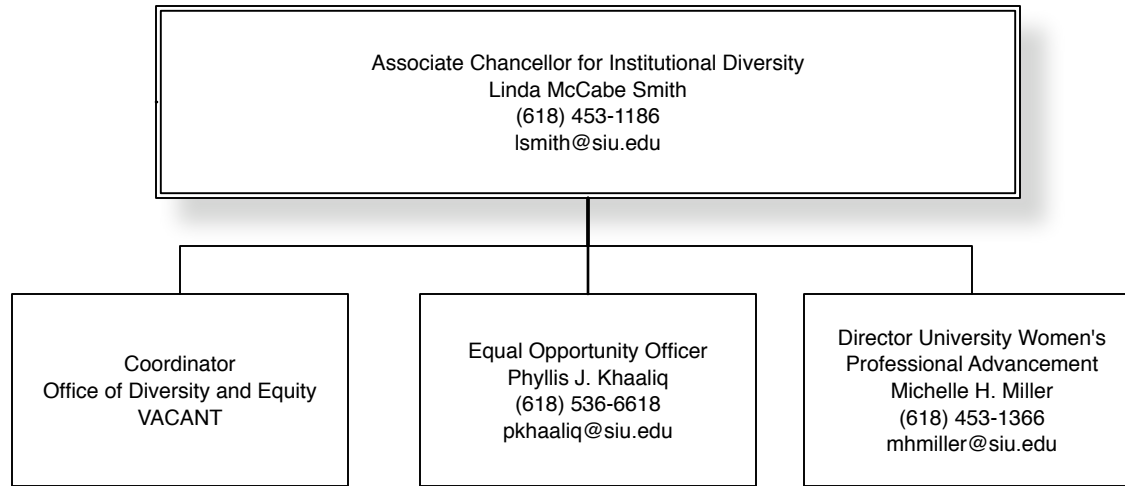 Associate Chancellor for Institutional Diversity
Linda McCabe Smith
(618) 453-1186
lsmith@siu.edu
Coordinator
Office of Diversity and Equity
VACANT
Equal Opportunity Officer
Phyllis J. Khaaliq
(618) 536-6618
pkhaaliq@siu.edu
Director University Women's
Professional Advancement
Michelle H. Miller
(618) 453-1366
mhmiller@siu.edu